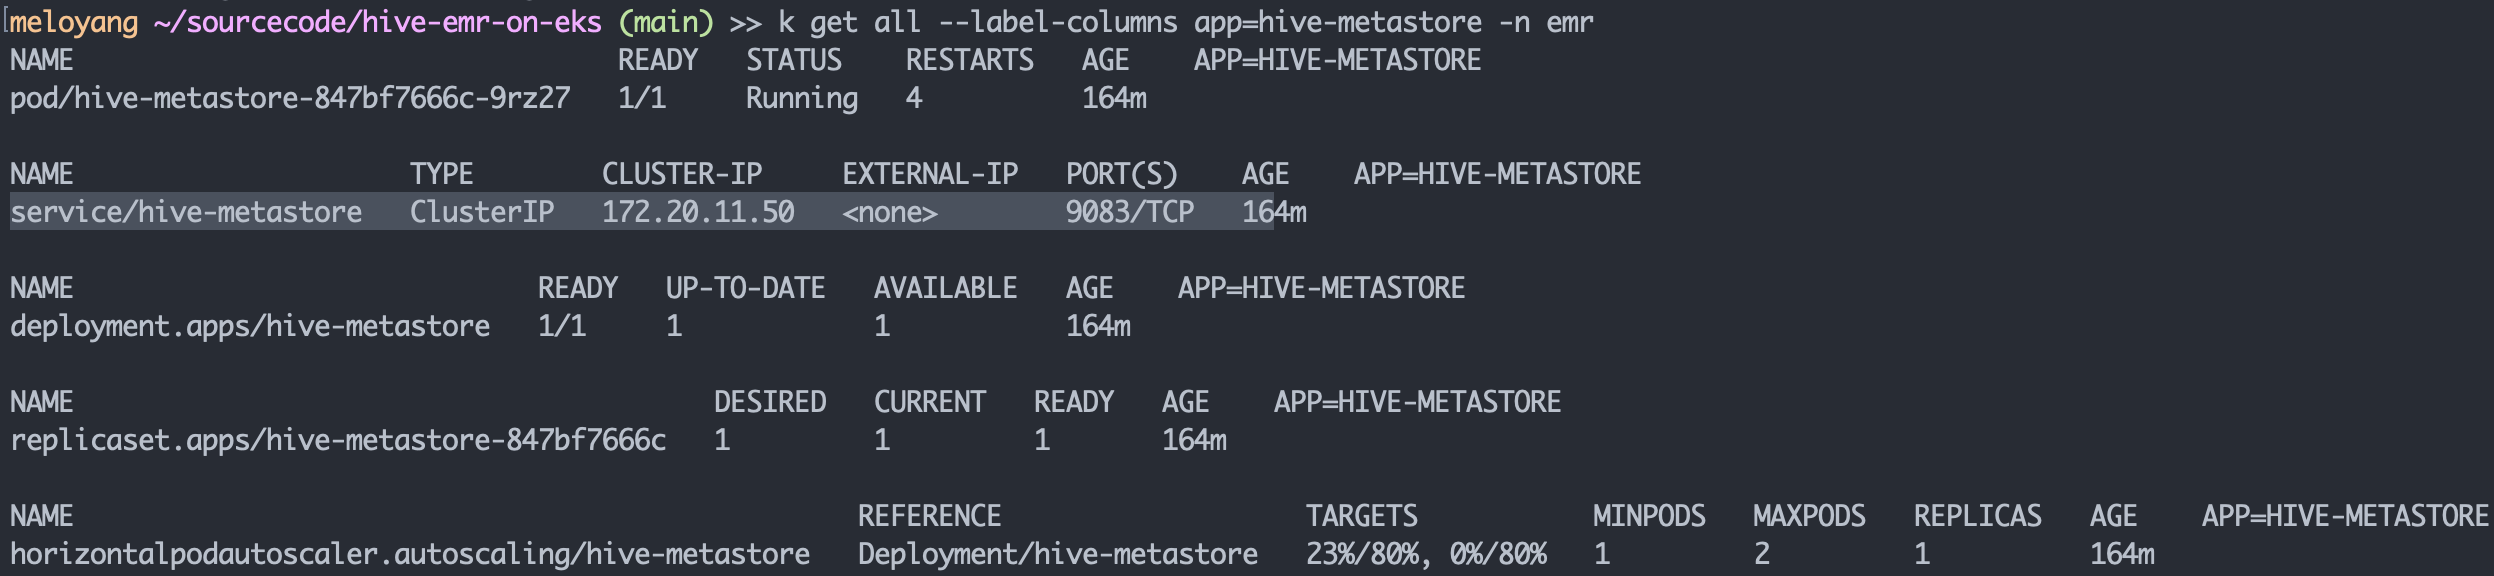 meloyang ~/sourcecode/hive-emr-on-eks (main) >> k get all --label-columns app=hive-metastore -n emr
NAME READY STATUS RESTARTS AGE APP=HIVE-METASTORE
pod/hive-metastore-847bf7666c-9rz27 1/1 Running 4 164m
NAME TYPE CLUSTER-IP EXTERNAL-IP PORT(S) AGE APP=HIVE-METASTORE
service/hive-metastore ClusterIP 172.20.11.50 <none> 9083/TCP 164m
NAME READY UP-TO-DATE AVAILABLE AGE APP=HIVE-METASTORE
deployment.apps/hive-metastore 1/1 1 1 164m
NAME DESIRED CURRENT READY AGE APP=HIVE-METASTORE
replicaset.apps/hive-metastore-847bf7666c 1 1 1 164m
NAME REFERENCE TARGETS MINPODS MAXPODS REPLICAS AGE APP=HIVE-METASTORE
horizontalpodautoscaler.autoscaling/hive-metastore Deployment/hive-metastore 23%/80%, 0%/80% 1 2 1 164m